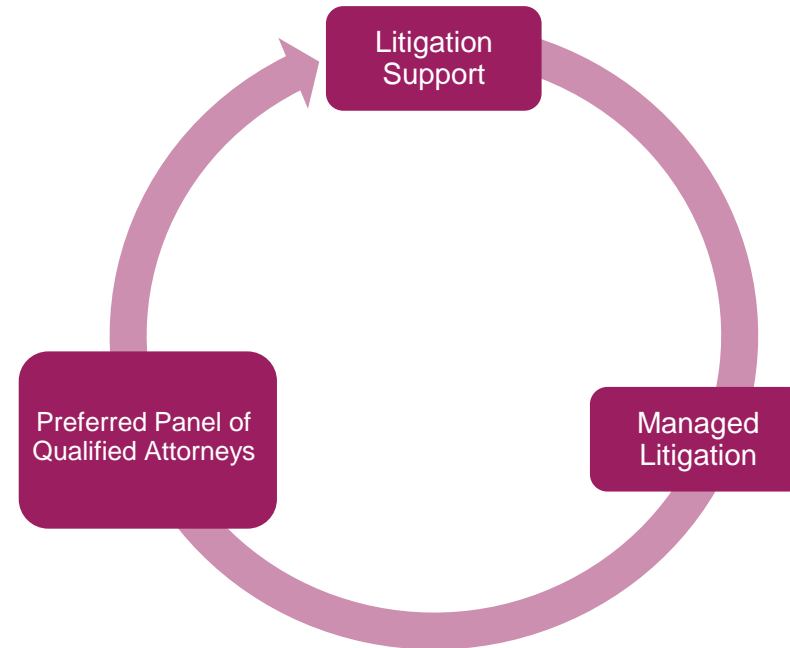 Litigation
Support
Managed
Litigation
Preferred Panel of
Qualified Attorneys